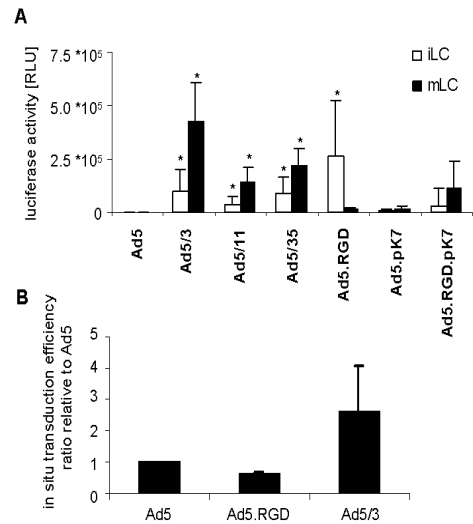 A
7.5 *10⁵
5.0 *10⁵
2.5 *10⁵
0
luciferase activity [RLU]
iLC
mLC
* * * * * * *
Ad5
Ad5/3
Ad5/11
Ad5/35
Ad5.RGD
Ad5.pK7
Ad5.RGD.pK7
B
in situ transduction efficiency
ratio relative to Ad5
5
4
3
2
1
0
Ad5 Ad5.RGD Ad5/3